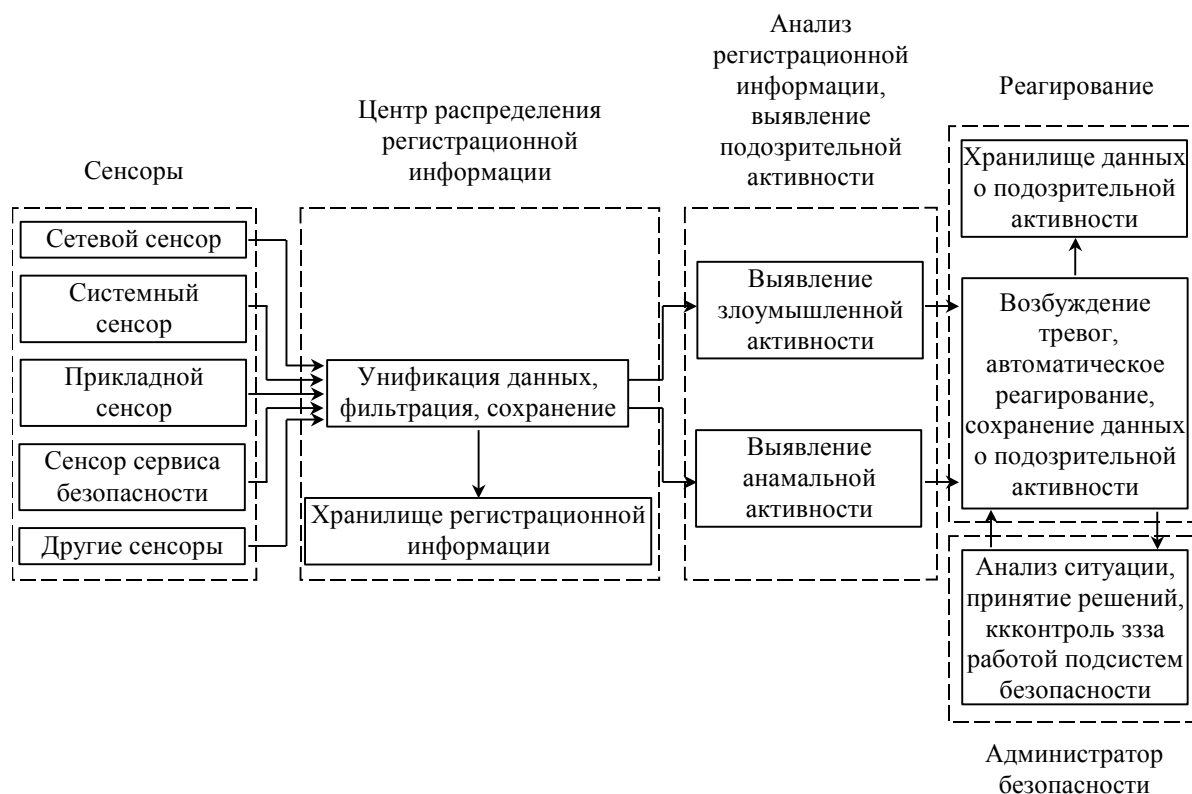 Сенсоры
Сетевой сенсор
Системный
сенсор
Прикладной
сенсор
Сенсор сервиса
безопасности
Другие сенсоры
Центр распределения
регистрационной
информации
Унификация данных,
фильтрация, сохранение
Хранилище регистрационной
информации
Анализ
регистрационной
информации,
выявление
подозрительной
активности
Выявление
злоумышленной
активности
Выявление
анамальной
активности
Реагирование
Хранилище данных
о подозрительной
активности
Возбуждение
тревог,
автоматическое
реагирование,
сохранение данных
о подозрительной
активности
Анализ ситуации,
принятие решений,
ккконтроль ззза
работой подсистем
безопасности
Администратор
безопасности